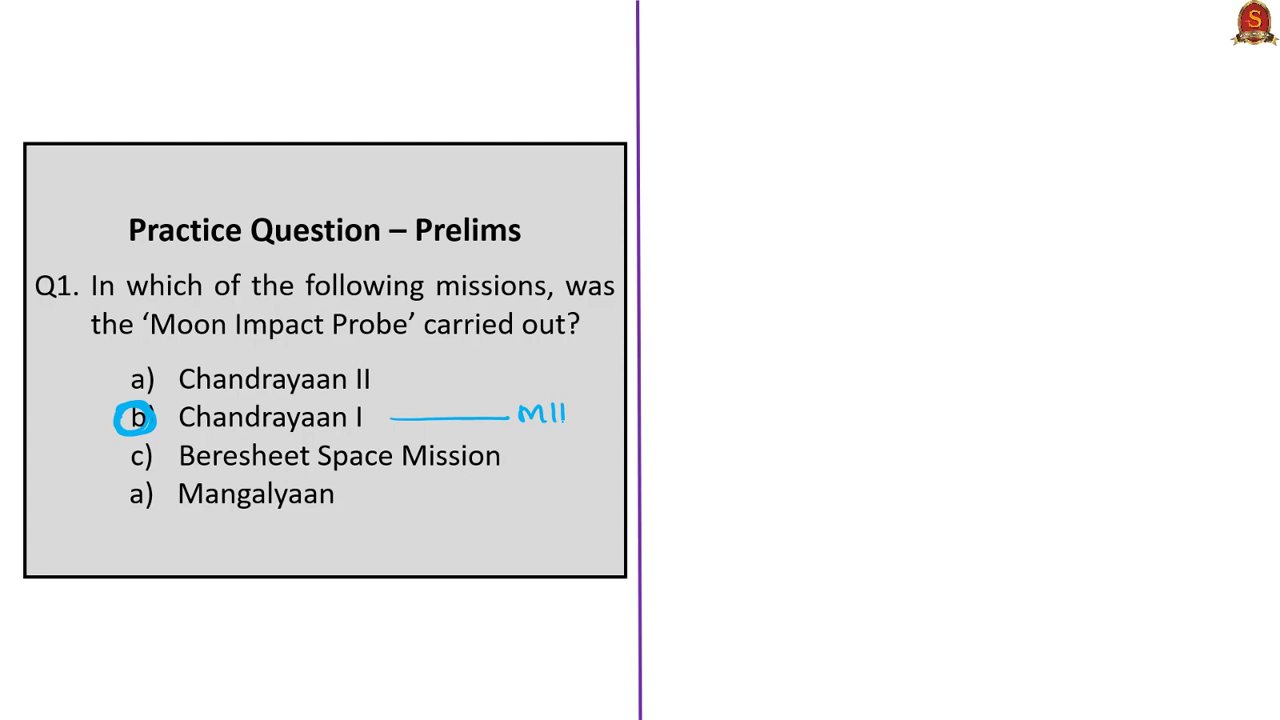 S
Practice Question – Prelims
Q1. In which of the following missions, was
the ‘Moon Impact Probe’ carried out?
a) Chandrayaan II
b) Chandrayaan I
c) Beresheet Space Mission
a) Mangalyaan